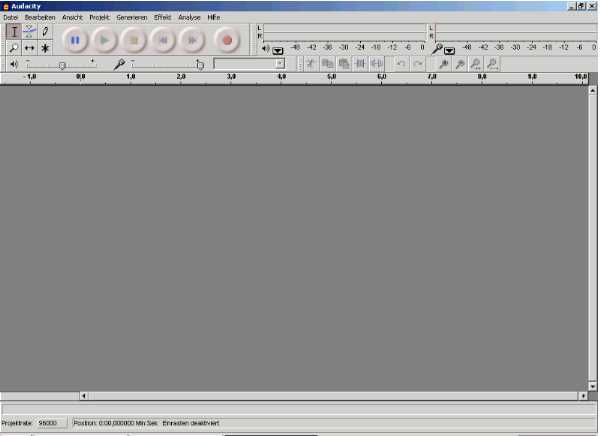 Audacity
Datei Bearbeiten Ansicht Projekt Generieren Effekt Analyse Hilfe
L
R
-48 -42 -36 -30 -24 -18 -12 -6 0
L
R
-48 -42 -36 -30 -24 -18 -12 -6 0
- +
- +
-1,0 0,0 1,0 2,0 3,0 4,0 5,0 6,0 7,0 8,0 9,0 10,0
Projektrate: 96000 Position: 0:00,000000 Min:Sek Einrasten deaktiviert